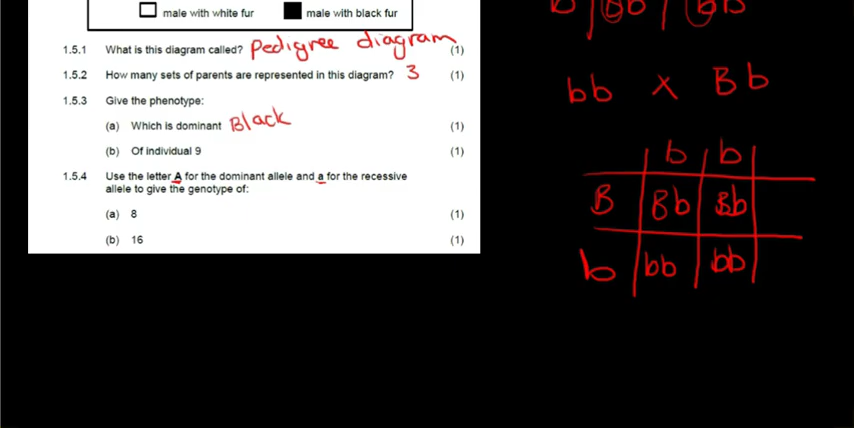 male with white fur male with black fur
1.5.1 What is this diagram called? Pedigree diagram (1)
1.5.2 How many sets of parents are represented in this diagram? 3 (1)
1.5.3 Give the phenotype:
(a) Which is dominant Black (1)
(b) Of individual 9 (1)
1.5.4 Use the letter A for the dominant allele and a for the recessive
allele to give the genotype of:
(a) 8 (1)
(b) 16 (1)
bb x Bb
b b
B Bb Bb
b bb bb